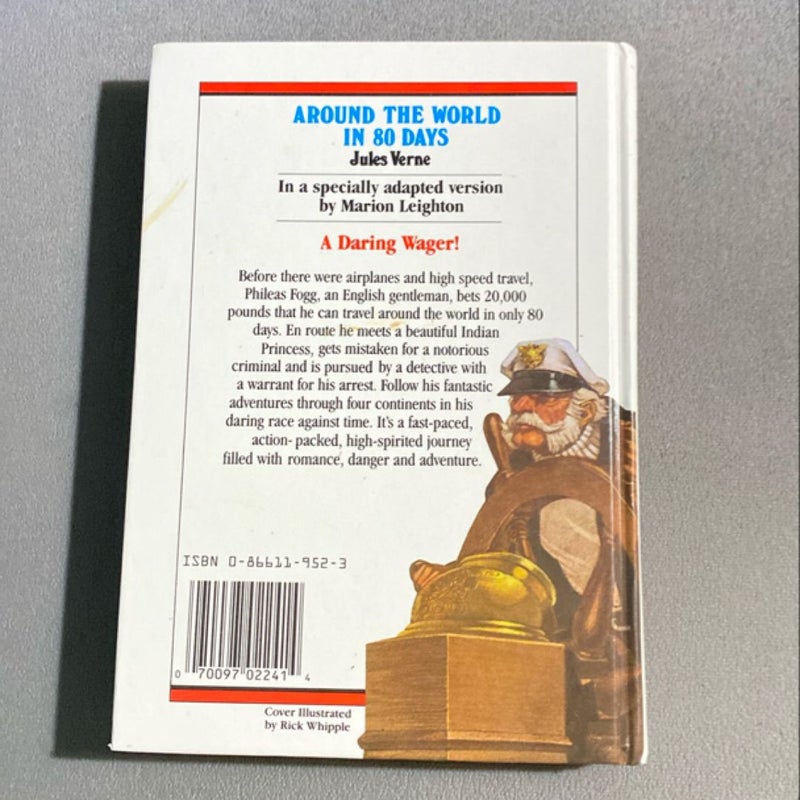 AROUND THE WORLD
IN 80 DAYS
Jules Verne
In a specially adapted version
by Marion Leighton
A Daring Wager!
Before there were airplanes and high speed travel,
Phileas Fogg, an English gentleman, bets 20,000
pounds that he can travel around the world in only 80
days. En route he meets a beautiful Indian
Princess, gets mistaken for a notorious
criminal and is pursued by a detective with
a warrant for his arrest. Follow his fantastic
adventures through four continents in his
daring race against time. It's a fast-paced,
action- packed, high-spirited journey
filled with romance, danger and adventure.
ISBN 0-86611-952-3
0 70097 02241 4
Cover Illustrated
by Rick Whipple